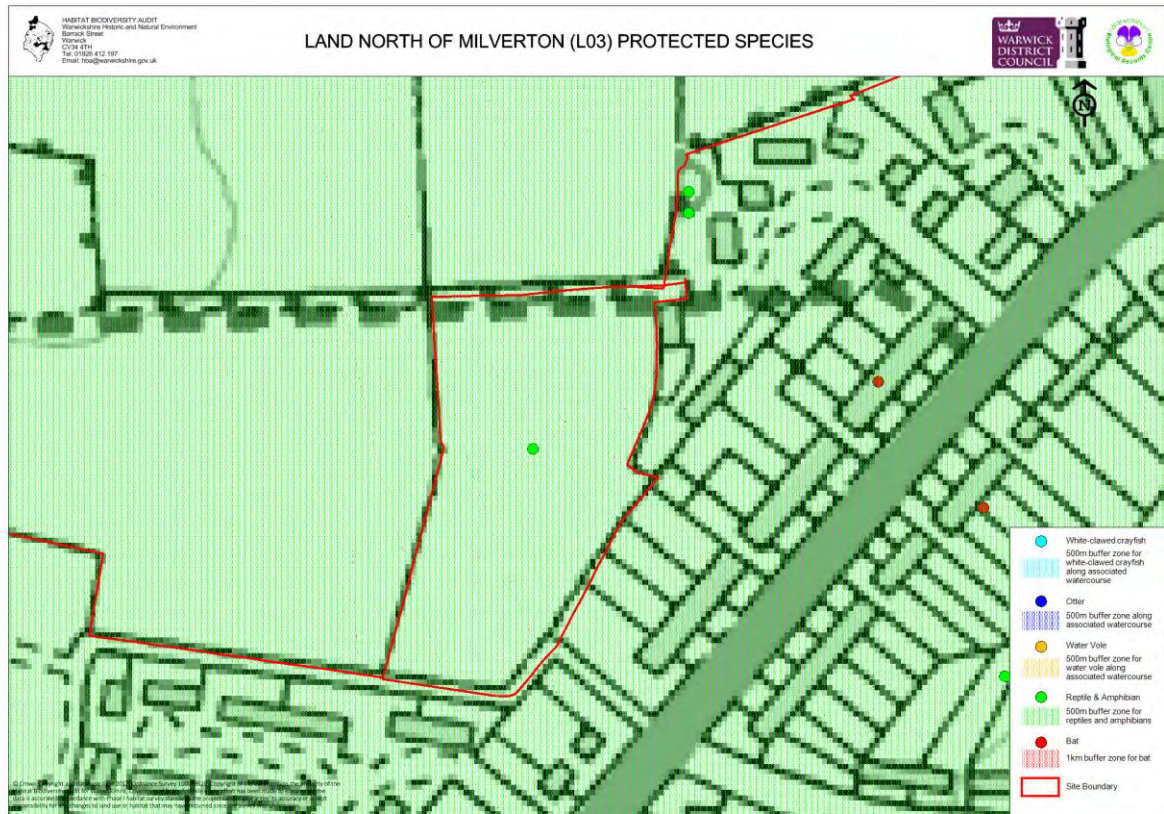 HABITAT BIODIVERSITY AUDIT
Warwickshire Historic and Natural Environment
Barrack Street
Warwick
CV34 4TH
Tel: 01926 412 197
Email: hba@warwickshire.gov.uk
LAND NORTH OF MILVERTON (L03) PROTECTED SPECIES
WARWICK
DISTRICT
COUNCIL
N
White-clawed crayfish
500m buffer zone for
white-clawed crayfish
along associated
watercourse
Otter
500m buffer zone along
associated watercourse
Water Vole
500m buffer zone for
water vole along
associated watercourse
Reptile & Amphibian
500m buffer zone for
reptiles and amphibians
Bat
1km buffer zone for bat
Site Boundary